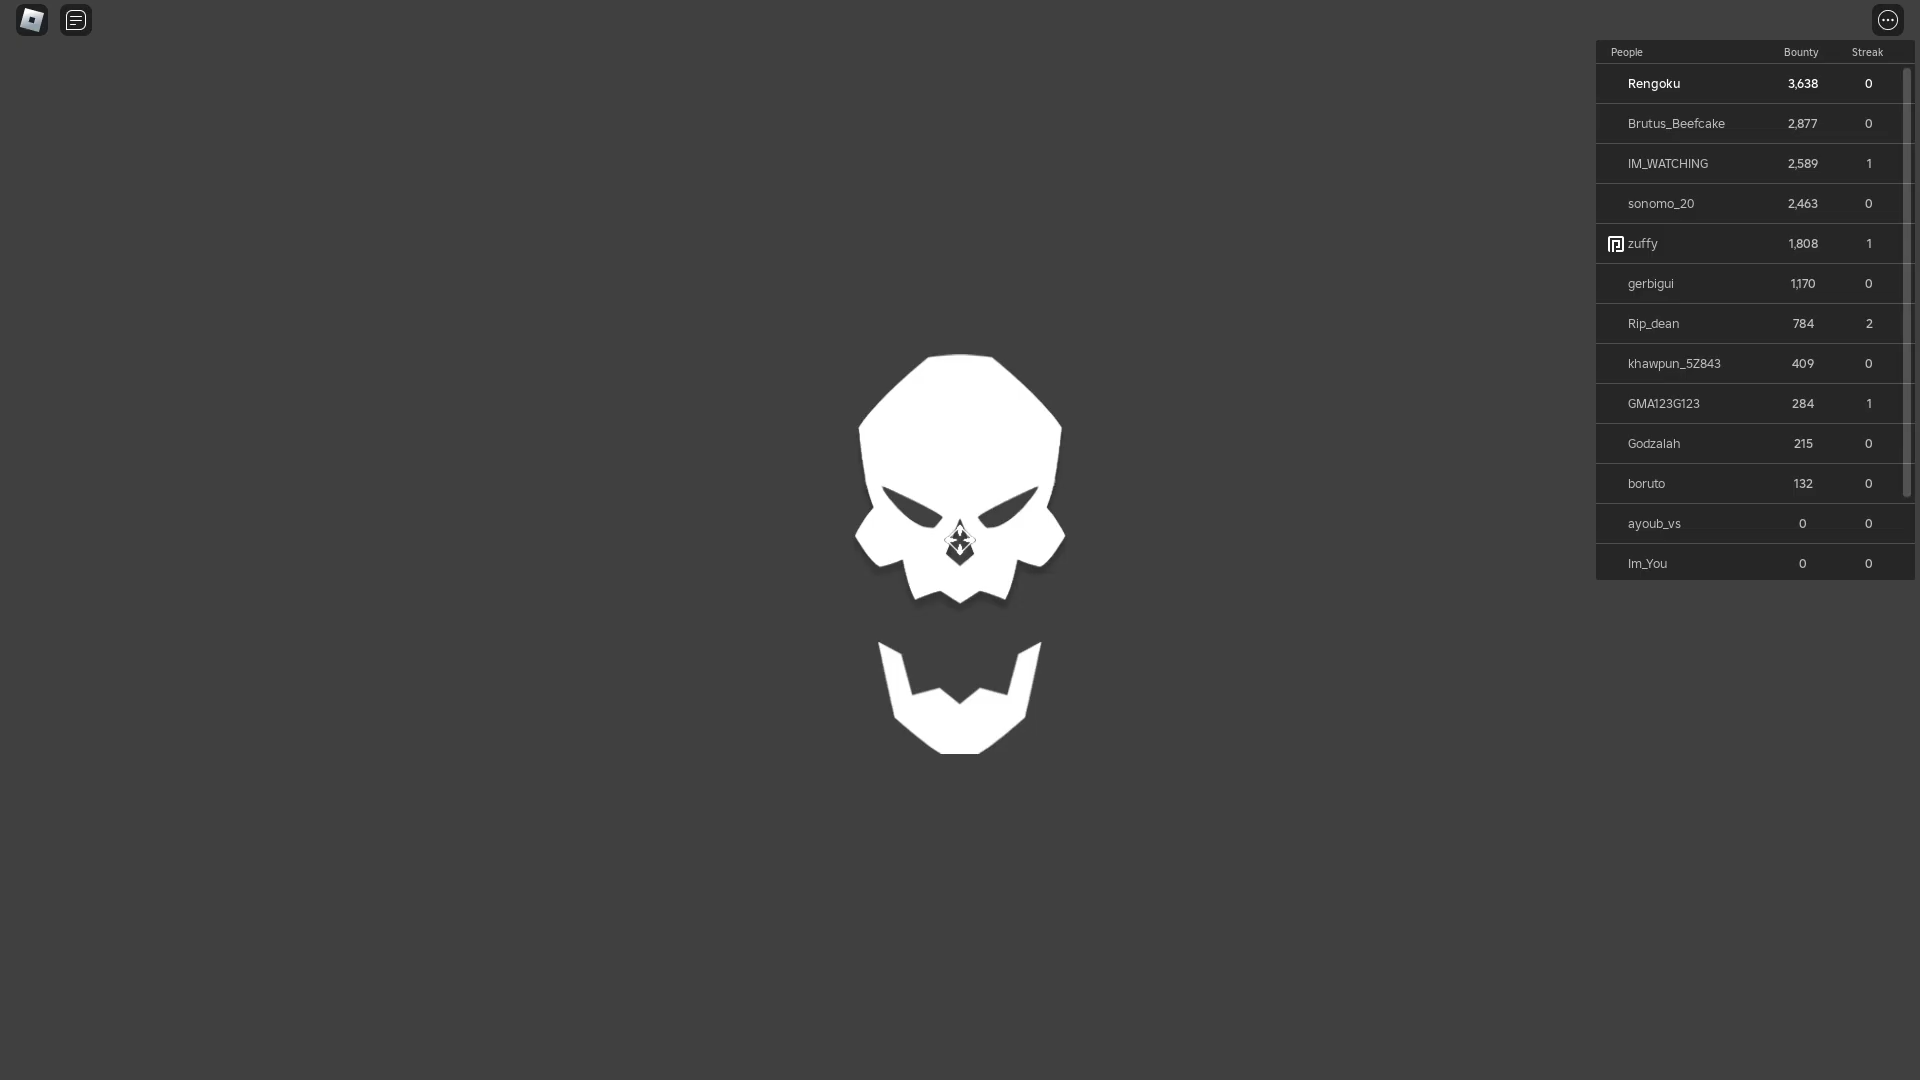 People Bounty Streak
Rengoku 3,638 0
Brutus_Beefcake 2,877 0
IM_WATCHING 2,589 1
sonomo_20 2,463 0
zuffy 1,808 1
gerbigui 1,170 0
Rip_dean 784 2
khawpun_5Z843 409 0
GMA123G123 284 1
Godzalah 215 0
boruto 132 0
ayoub_vs 0 0
Im_You 0 0